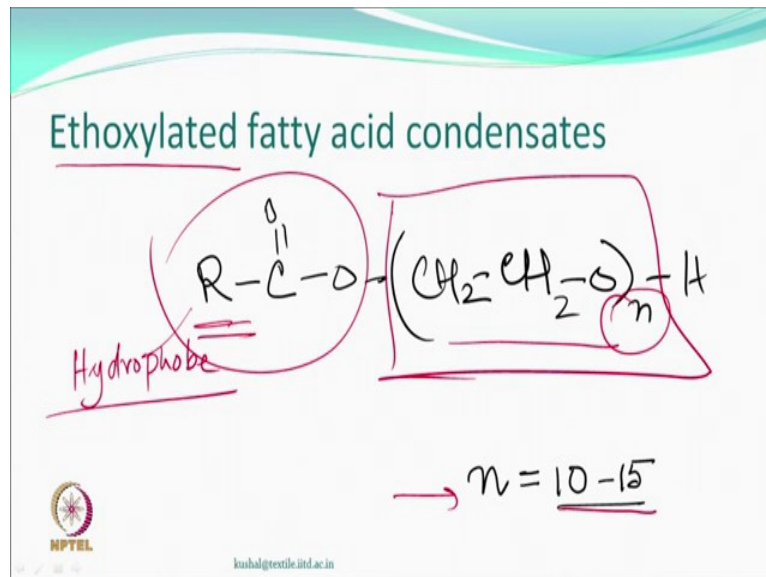 Ethoxylated fatty acid condensates
O
||
R-C-O-(CH2-CH2-O)n-H
Hydrophobe
→ n = 10-15
NPTEL
kushal@textile.iitd.ac.in